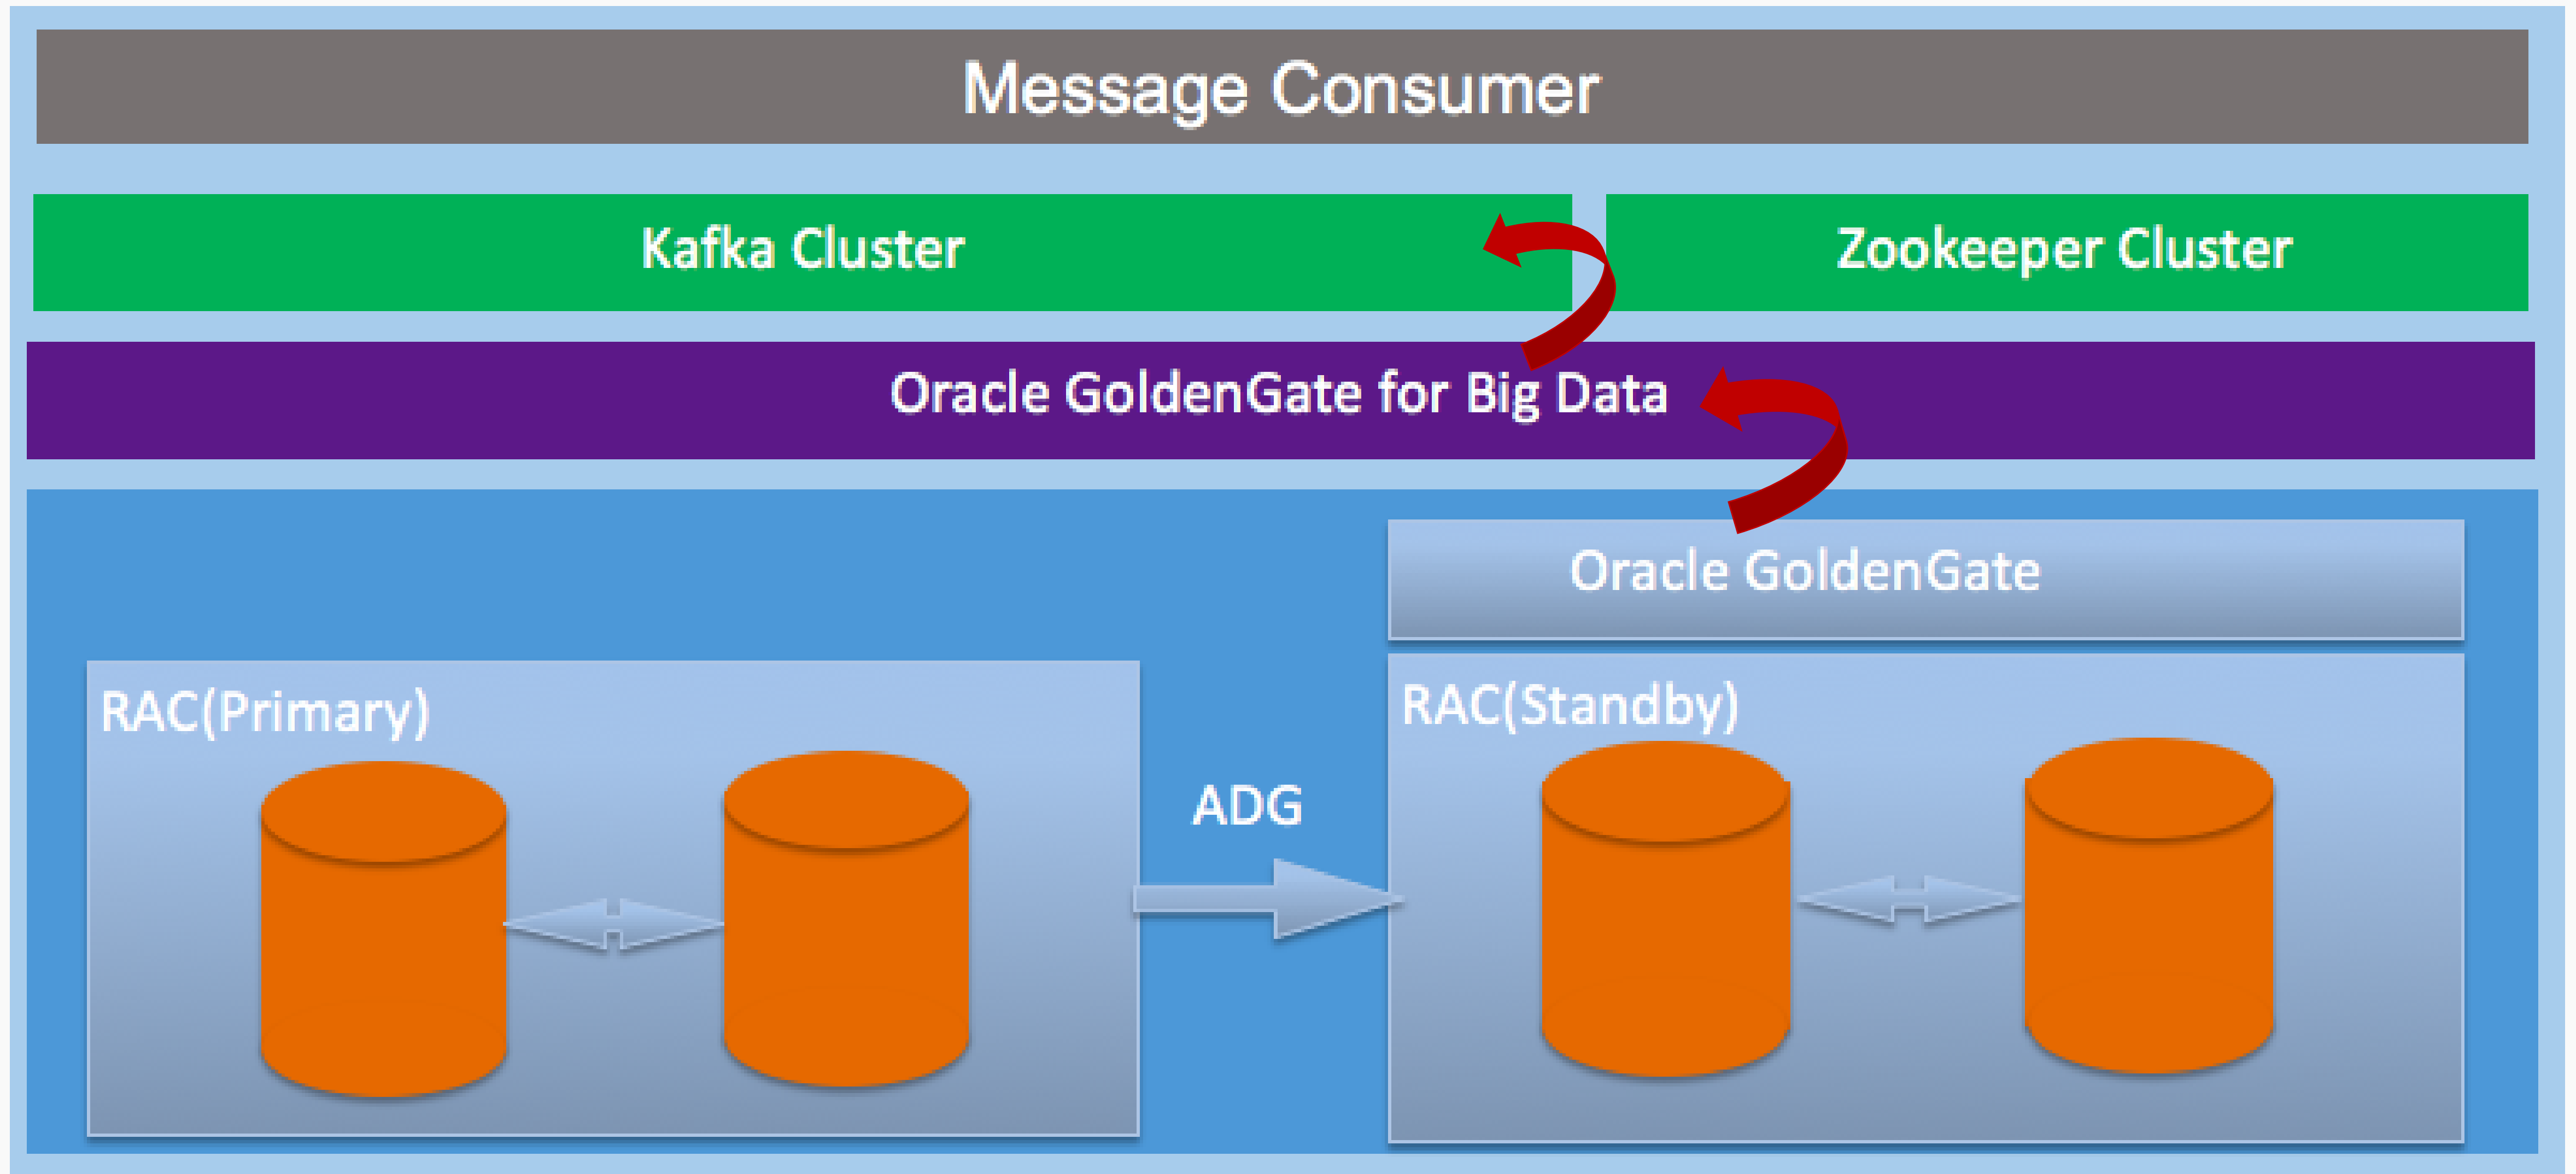 Message Consumer
Kafka Cluster
Zookeeper Cluster
Oracle GoldenGate for Big Data
Oracle GoldenGate
RAC(Primary)
ADG
RAC(Standby)